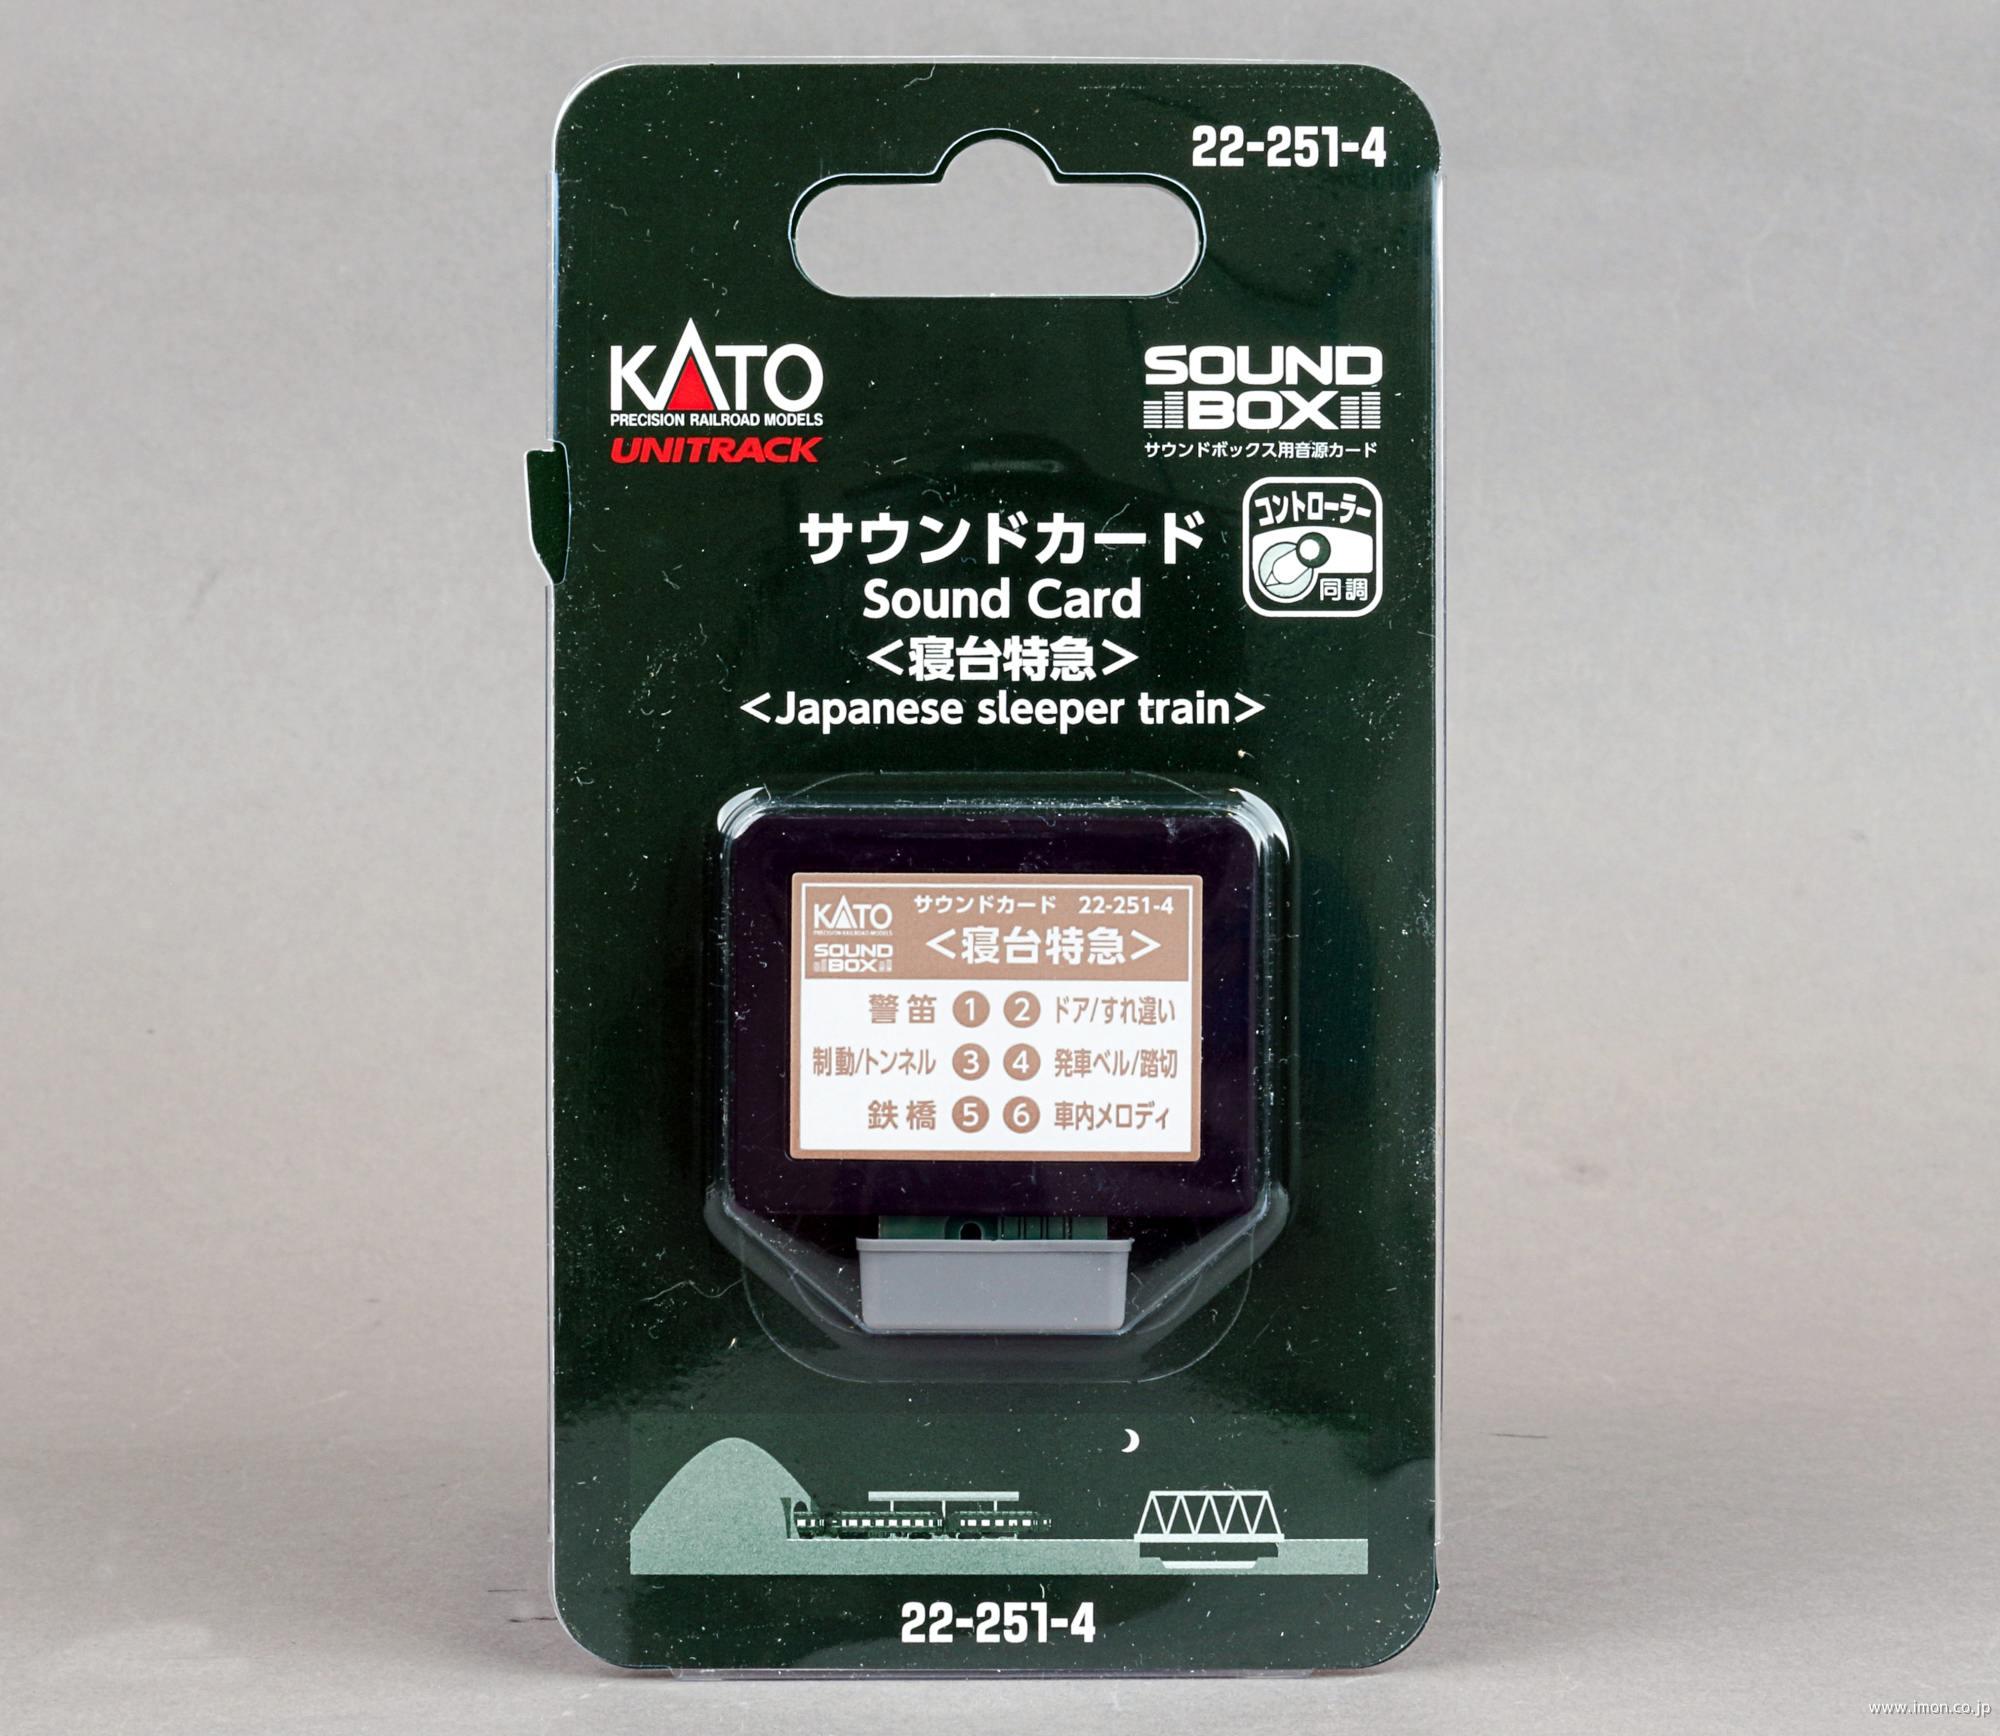 22-251-4
KATO
PRECISION RAILROAD MODELS
UNITRACK
SOUND
BOX
サウンドボックス用音源カード
コントローラー
同調
サウンドカード
Sound Card
＜寝台特急＞
＜Japanese sleeper train＞
KATO
PRECISION RAILROAD MODELS
SOUND
BOX
サウンドカード 22-251-4
＜寝台特急＞
警笛 1 2 ドア/すれ違い
制動/トンネル 3 4 発車ベル/踏切
鉄橋 5 6 車内メロディ
22-251-4
www.imon.co.jp